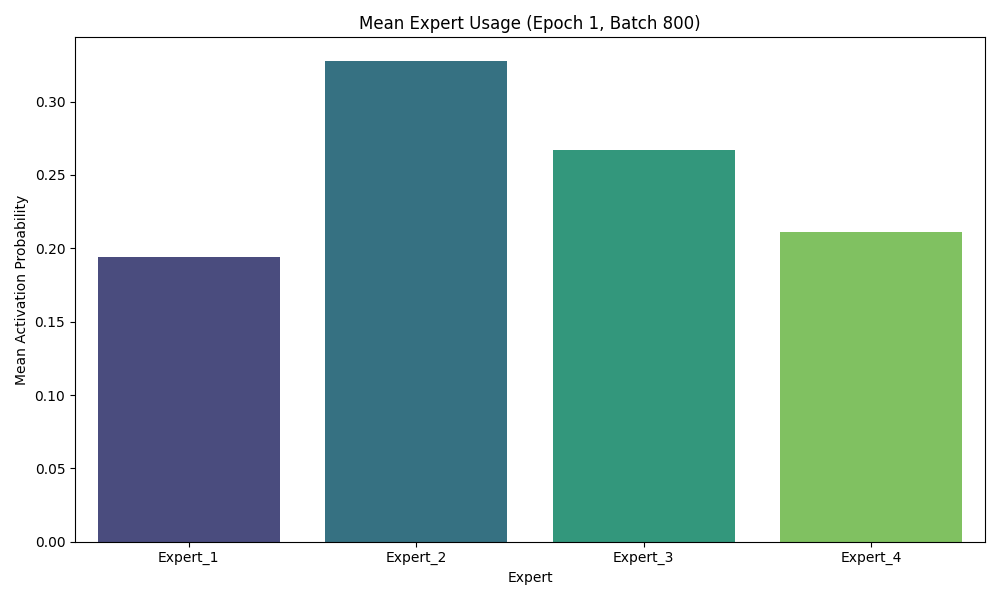 Mean Expert Usage (Epoch 1, Batch 800)
Mean Activation Probability
0.30
0.25
0.20
0.15
0.10
0.05
0.00
Expert_1 Expert_2 Expert_3 Expert_4
Expert